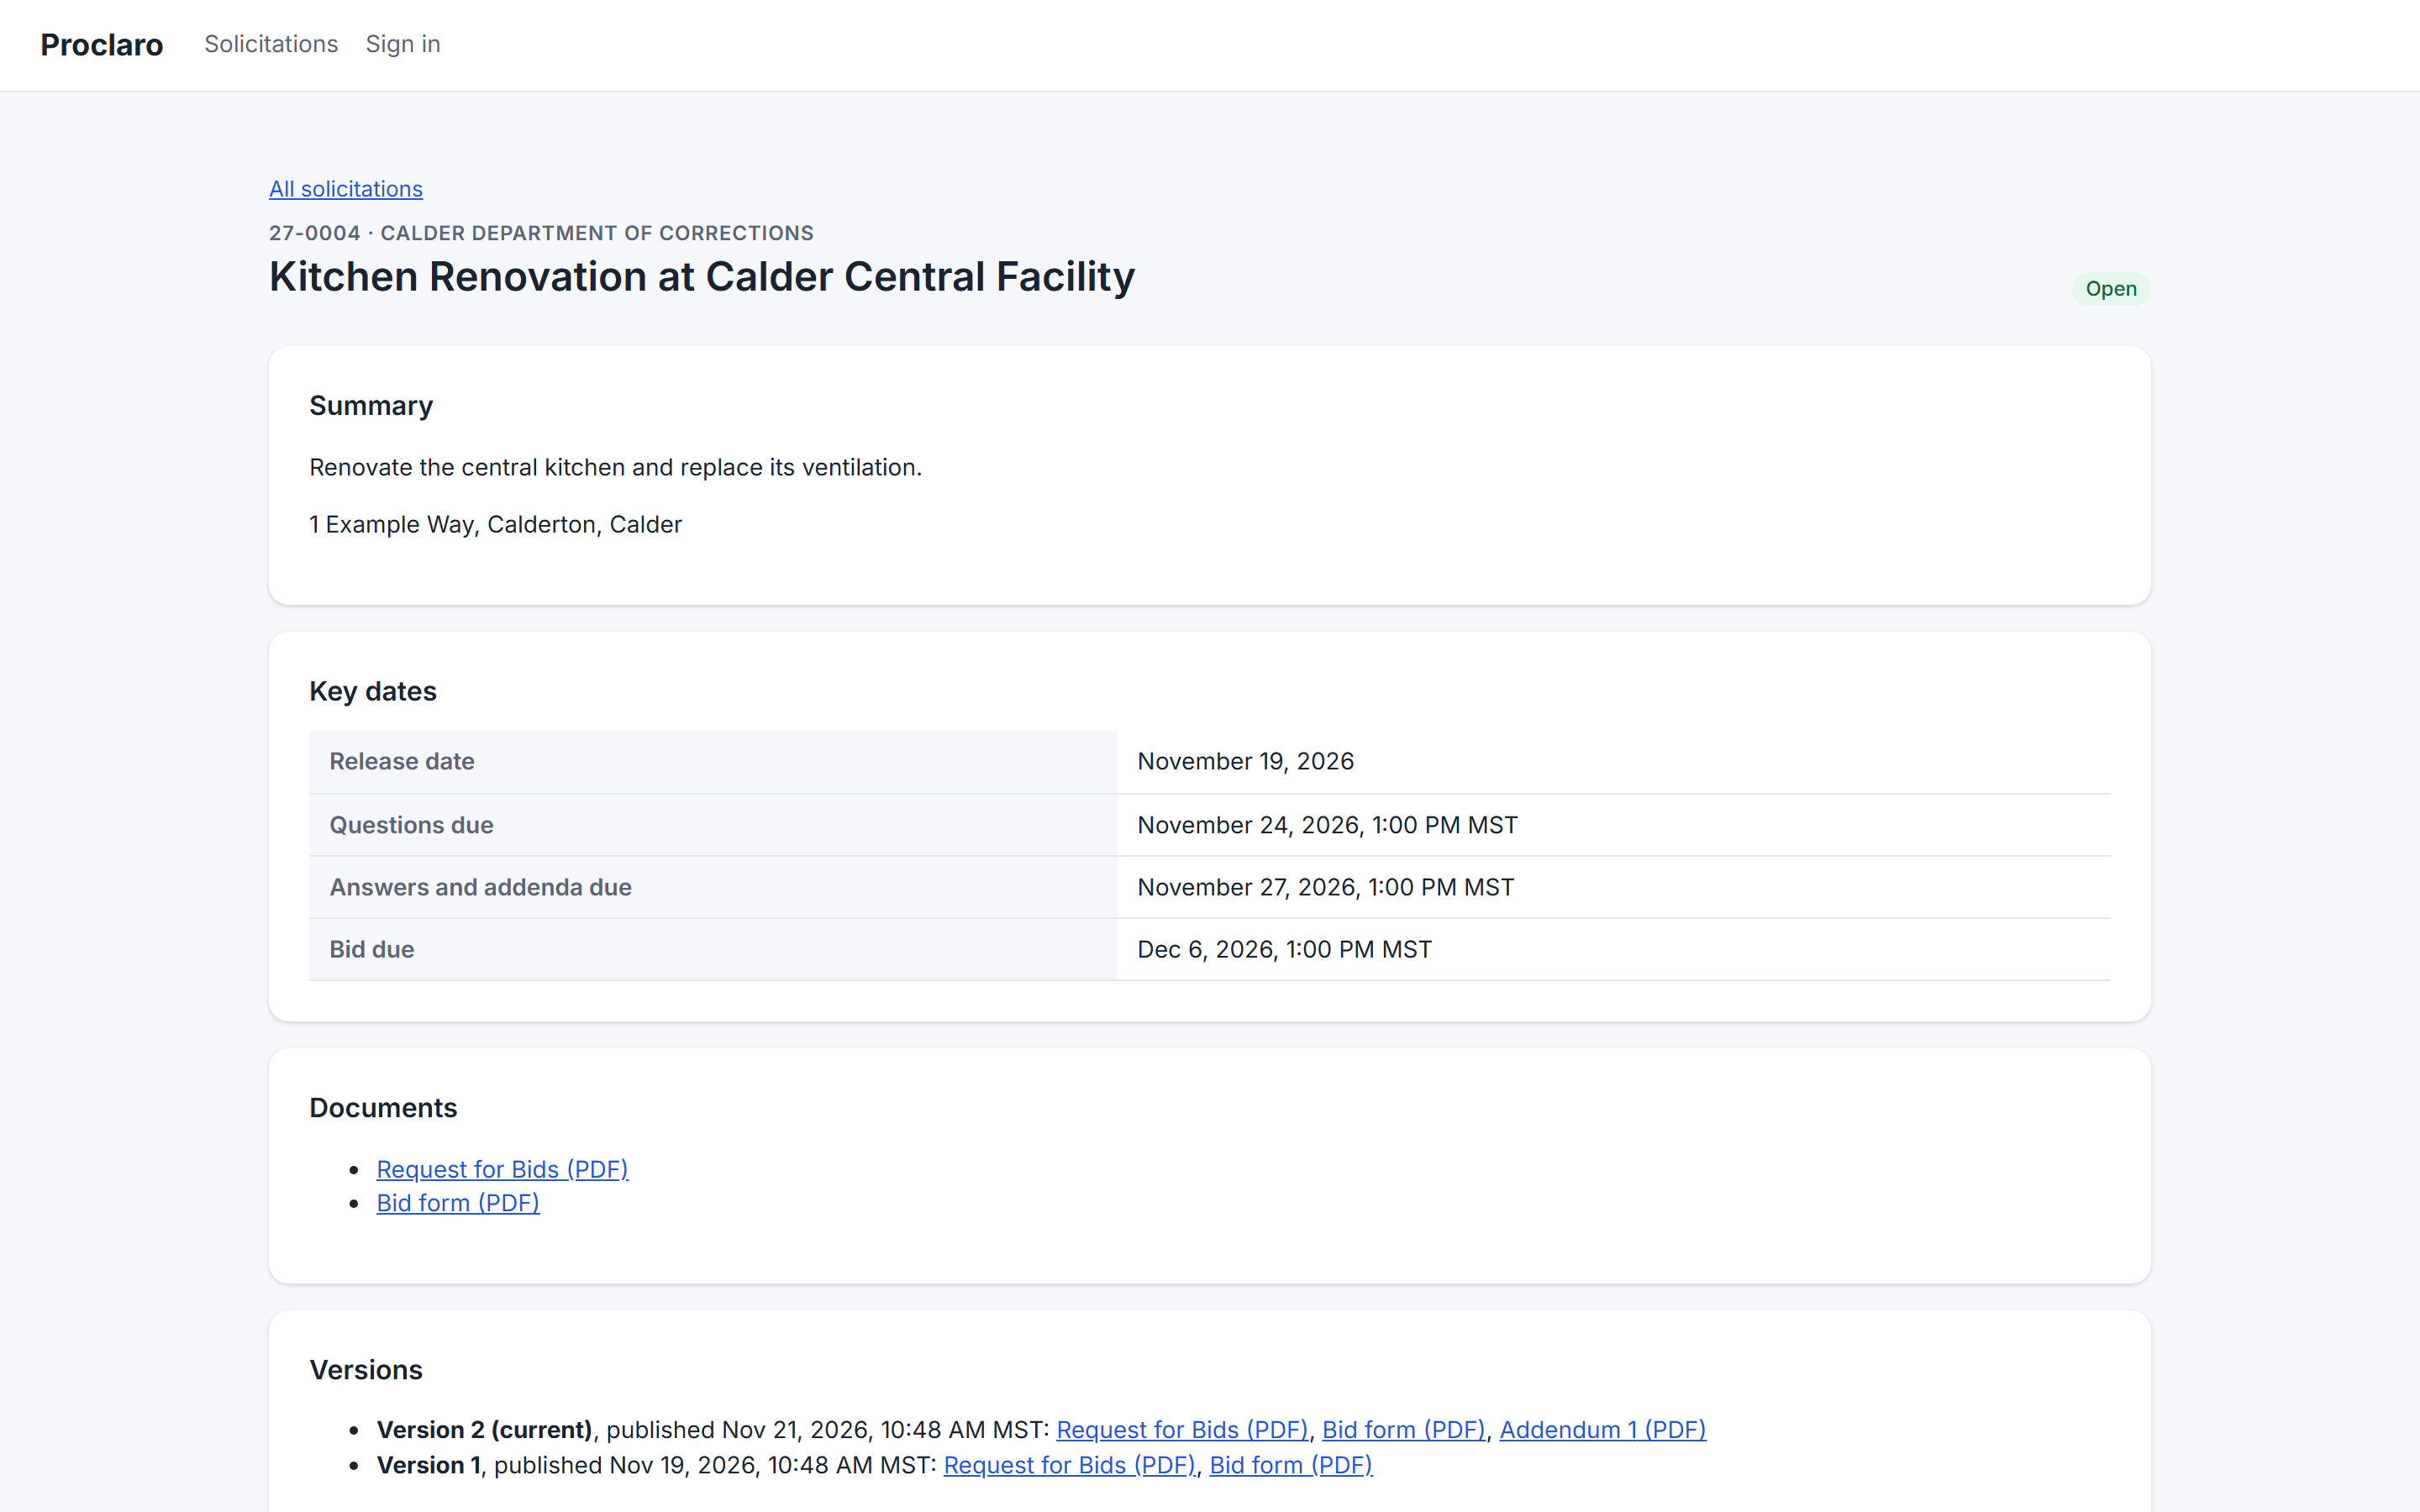 Proclaro Solicitations Sign in
All solicitations
27-0004 · CALDER DEPARTMENT OF CORRECTIONS
Kitchen Renovation at Calder Central Facility
Open
Summary
Renovate the central kitchen and replace its ventilation.
1 Example Way, Calderton, Calder
Key dates
Release date November 19, 2026
Questions due November 24, 2026, 1:00 PM MST
Answers and addenda due November 27, 2026, 1:00 PM MST
Bid due Dec 6, 2026, 1:00 PM MST
Documents
• Request for Bids (PDF)
• Bid form (PDF)
Versions
• Version 2 (current), published Nov 21, 2026, 10:48 AM MST: Request for Bids (PDF), Bid form (PDF), Addendum 1 (PDF)
• Version 1, published Nov 19, 2026, 10:48 AM MST: Request for Bids (PDF), Bid form (PDF)